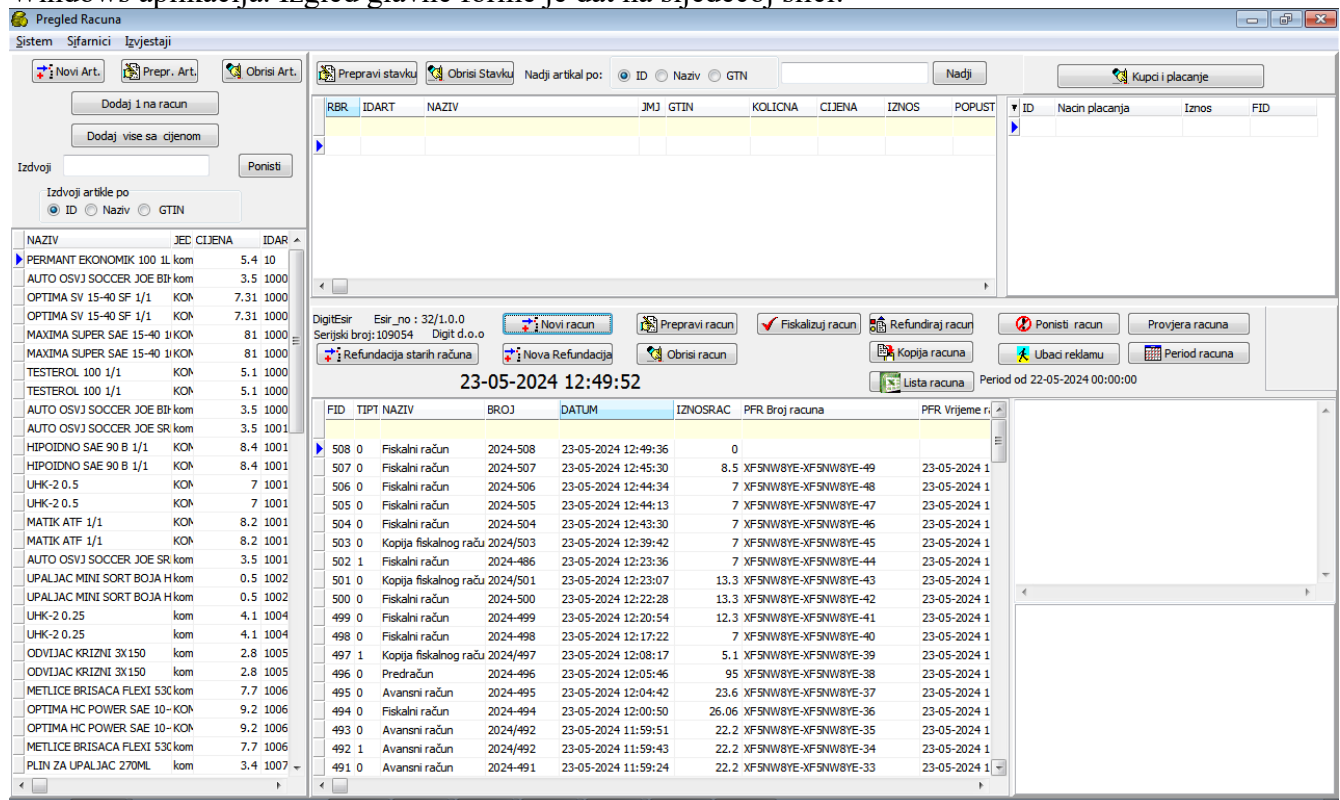 Windows aplikacija. Izgled glavne forme je dat na sljedećoj slici.
Pregled Racuna
Sistem Sjfarnici Izvjestaji
Novi Art. Prepr. Art. Obrisi Art.
Dodaj 1 na racun
Dodaj vise sa cijenom
Izdvoji Ponisti
Izdvoji artikle po
ID Naziv GTIN
NAZIV JED CIJENA IDAR
PERMANT EKONOMIK 100 1L kom 5.4 10
AUTO OSVJ SOCCER JOE BIH kom 3.5 1000
OPTIMA SV 15-40 SF 1/1 KOM 7.31 1000
OPTIMA SV 15-40 SF 1/1 KOM 7.31 1000
MAXIMA SUPER SAE 15-40 1 KOM 81 1000
MAXIMA SUPER SAE 15-40 1 KOM 81 1000
TESTEROL 100 1/1 KOM 5.1 1000
TESTEROL 100 1/1 KOM 5.1 1000
AUTO OSVJ SOCCER JOE BIH kom 3.5 1000
AUTO OSVJ SOCCER JOE SR kom 3.5 1001
HIPOIDNO SAE 90 B 1/1 KOM 8.4 1001
HIPOIDNO SAE 90 B 1/1 KOM 8.4 1001
UHK-2 0.5 KOM 7 1001
UHK-2 0.5 KOM 7 1001
MATIK ATF 1/1 KOM 8.2 1001
MATIK ATF 1/1 KOM 8.2 1001
AUTO OSVJ SOCCER JOE SR kom 3.5 1001
UPALJAC MINI SORT BOJA H kom 0.5 1002
UPALJAC MINI SORT BOJA H kom 0.5 1002
UHK-2 0.25 kom 4.1 1004
UHK-2 0.25 kom 4.1 1004
ODVIJAC KRIZNI 3X150 kom 2.8 1005
ODVIJAC KRIZNI 3X150 kom 2.8 1005
METLICE BRISACA FLEXI 530 kom 7.7 1006
OPTIMA HC POWER SAE 10- KOM 9.2 1006
OPTIMA HC POWER SAE 10- KOM 9.2 1006
METLICE BRISACA FLEXI 530 kom 7.7 1006
PLIN ZA UPALJAC 270ML kom 3.4 1007
Prepravi stavku Obrisi Stavku Nadji artikal po: ID Naziv GTN Nadji
Kupci i placanje
RBR IDART NAZIV JMJ GTIN KOLICNA CIJENA IZNOS POPUST
ID Nacin placanja Iznos FID
DigitEsir Esir_no : 32/1.0.0
Serijski broj:109054 Digit d.o.o
Novi racun Prepravi racun Fiskalizuj racun Refundiraj racun Ponisti racun Provjera racuna
Refundacija starih računa Nova Refundacija Obrisi racun Kopija racuna Ubaci reklamu Period racuna
23-05-2024 12:49:52
Lista racuna Period od 22-05-2024 00:00:00
FID TIPT NAZIV BROJ DATUM IZNOSRAC PFR Broj racuna PFR Vrijeme r
508 0 Fiskalni račun 2024-508 23-05-2024 12:49:36 0
507 0 Fiskalni račun 2024-507 23-05-2024 12:45:30 8.5 XF5NW8YE-XF5NW8YE-49 23-05-2024 1
506 0 Fiskalni račun 2024-506 23-05-2024 12:44:34 7 XF5NW8YE-XF5NW8YE-48 23-05-2024 1
505 0 Fiskalni račun 2024-505 23-05-2024 12:44:13 7 XF5NW8YE-XF5NW8YE-47 23-05-2024 1
504 0 Fiskalni račun 2024-504 23-05-2024 12:43:30 7 XF5NW8YE-XF5NW8YE-46 23-05-2024 1
503 0 Kopija fiskalnog raču 2024/503 23-05-2024 12:39:42 7 XF5NW8YE-XF5NW8YE-45 23-05-2024 1
502 1 Fiskalni račun 2024-486 23-05-2024 12:23:36 7 XF5NW8YE-XF5NW8YE-44 23-05-2024 1
501 0 Kopija fiskalnog raču 2024/501 23-05-2024 12:23:07 13.3 XF5NW8YE-XF5NW8YE-43 23-05-2024 1
500 0 Fiskalni račun 2024-500 23-05-2024 12:22:28 13.3 XF5NW8YE-XF5NW8YE-42 23-05-2024 1
499 0 Fiskalni račun 2024-499 23-05-2024 12:20:54 12.3 XF5NW8YE-XF5NW8YE-41 23-05-2024 1
498 0 Fiskalni račun 2024-498 23-05-2024 12:17:22 7 XF5NW8YE-XF5NW8YE-40 23-05-2024 1
497 1 Kopija fiskalnog raču 2024/497 23-05-2024 12:08:17 5.1 XF5NW8YE-XF5NW8YE-39 23-05-2024 1
496 0 Predračun 2024-496 23-05-2024 12:05:46 95 XF5NW8YE-XF5NW8YE-38 23-05-2024 1
495 0 Avansni račun 2024-495 23-05-2024 12:04:42 23.6 XF5NW8YE-XF5NW8YE-37 23-05-2024 1
494 0 Fiskalni račun 2024-494 23-05-2024 12:00:50 26.06 XF5NW8YE-XF5NW8YE-36 23-05-2024 1
493 0 Avansni račun 2024/492 23-05-2024 11:59:51 22.2 XF5NW8YE-XF5NW8YE-35 23-05-2024 1
492 1 Avansni račun 2024/492 23-05-2024 11:59:43 22.2 XF5NW8YE-XF5NW8YE-34 23-05-2024 1
491 0 Avansni račun 2024-491 23-05-2024 11:59:24 22.2 XF5NW8YE-XF5NW8YE-33 23-05-2024 1